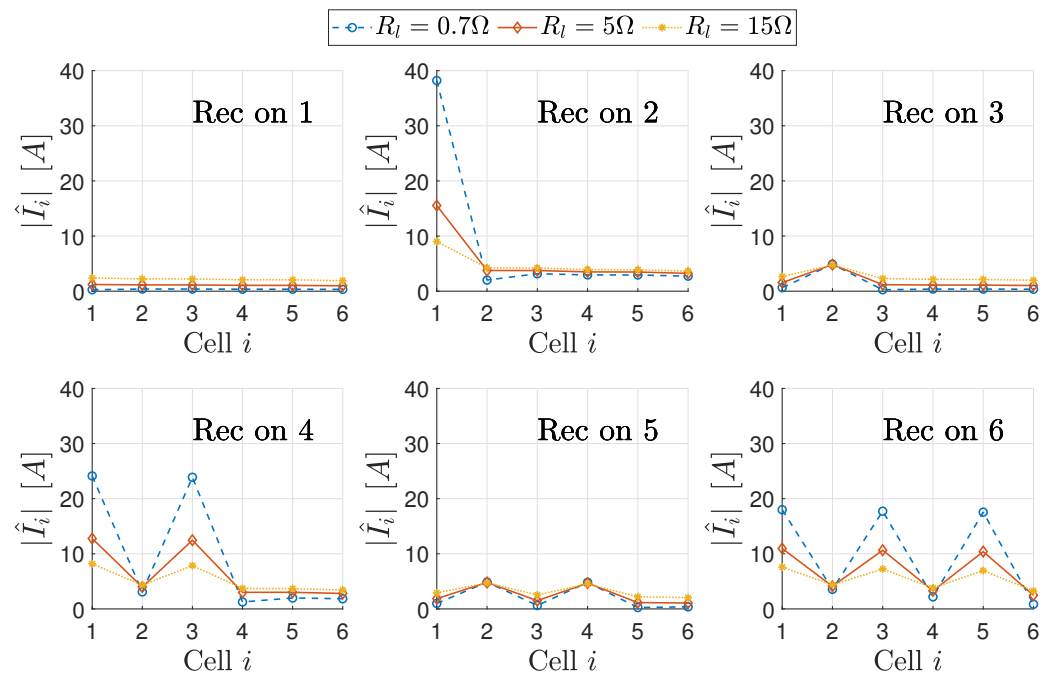 R_l = 0.7Ω R_l = 5Ω R_l = 15Ω
40
30
20
10
0
|Î_i| [A]
Rec on 1
1 2 3 4 5 6
Cell i
40
30
20
10
0
|Î_i| [A]
Rec on 2
1 2 3 4 5 6
Cell i
40
30
20
10
0
|Î_i| [A]
Rec on 3
1 2 3 4 5 6
Cell i
40
30
20
10
0
|Î_i| [A]
Rec on 4
1 2 3 4 5 6
Cell i
40
30
20
10
0
|Î_i| [A]
Rec on 5
1 2 3 4 5 6
Cell i
40
30
20
10
0
|Î_i| [A]
Rec on 6
1 2 3 4 5 6
Cell i